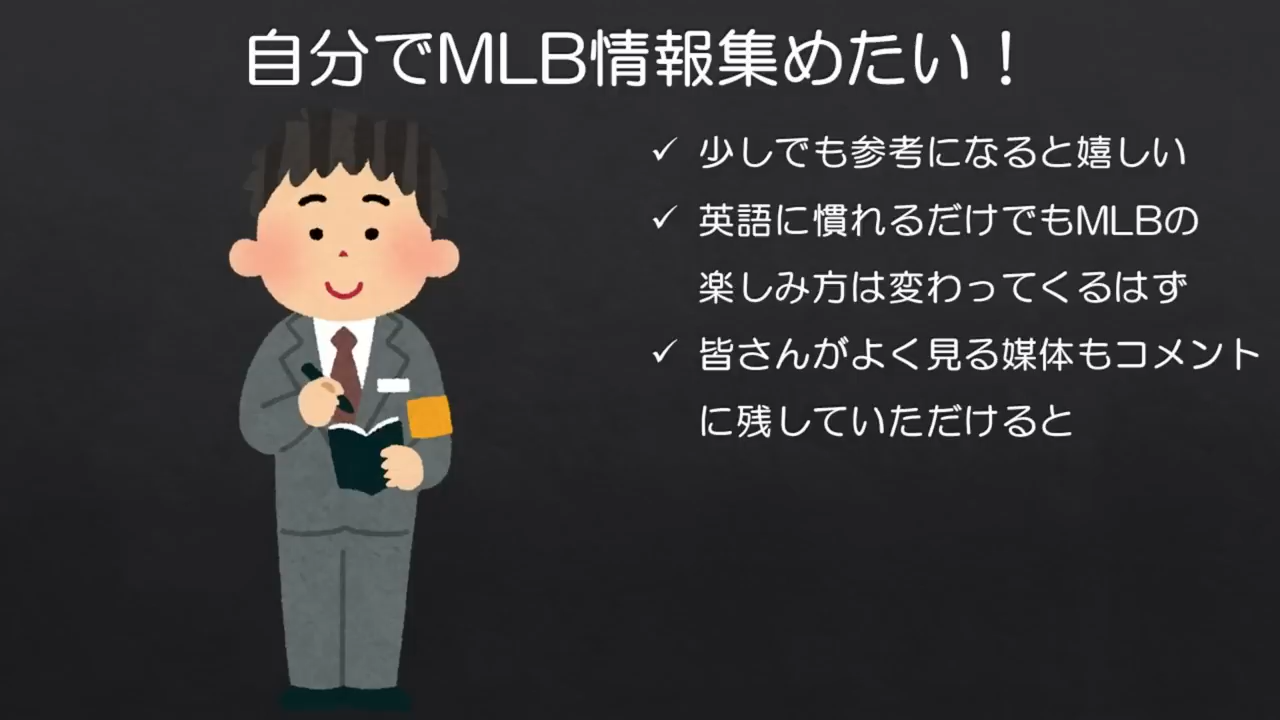 自分でMLB情報集めたい！
✓ 少しでも参考になると嬉しい
✓ 英語に慣れるだけでもMLBの
楽しみ方は変わってくるはず
✓ 皆さんがよく見る媒体もコメント
に残していただけると